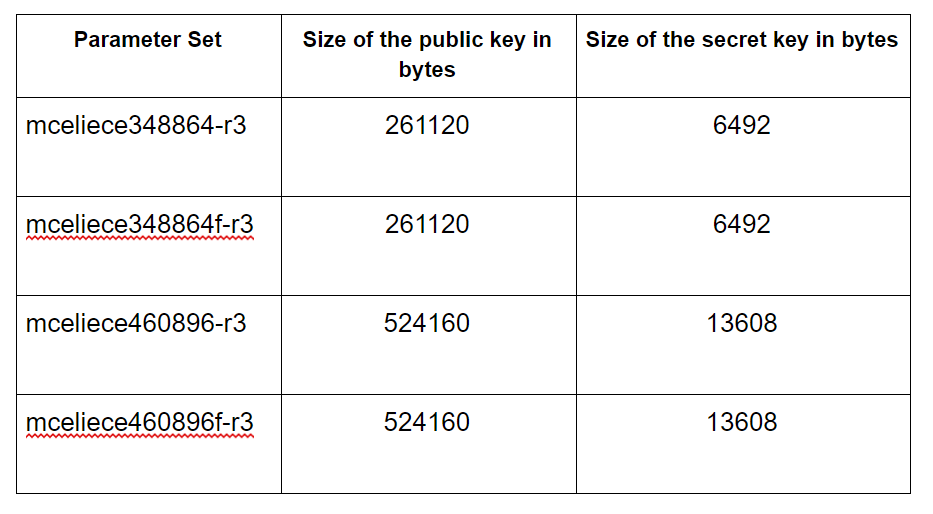 Parameter Set
Size of the public key in
bytes
Size of the secret key in bytes
mceliece348864-r3
261120
6492
mceliece348864f-r3
261120
6492
mceliece460896-r3
524160
13608
mceliece460896f-r3
524160
13608